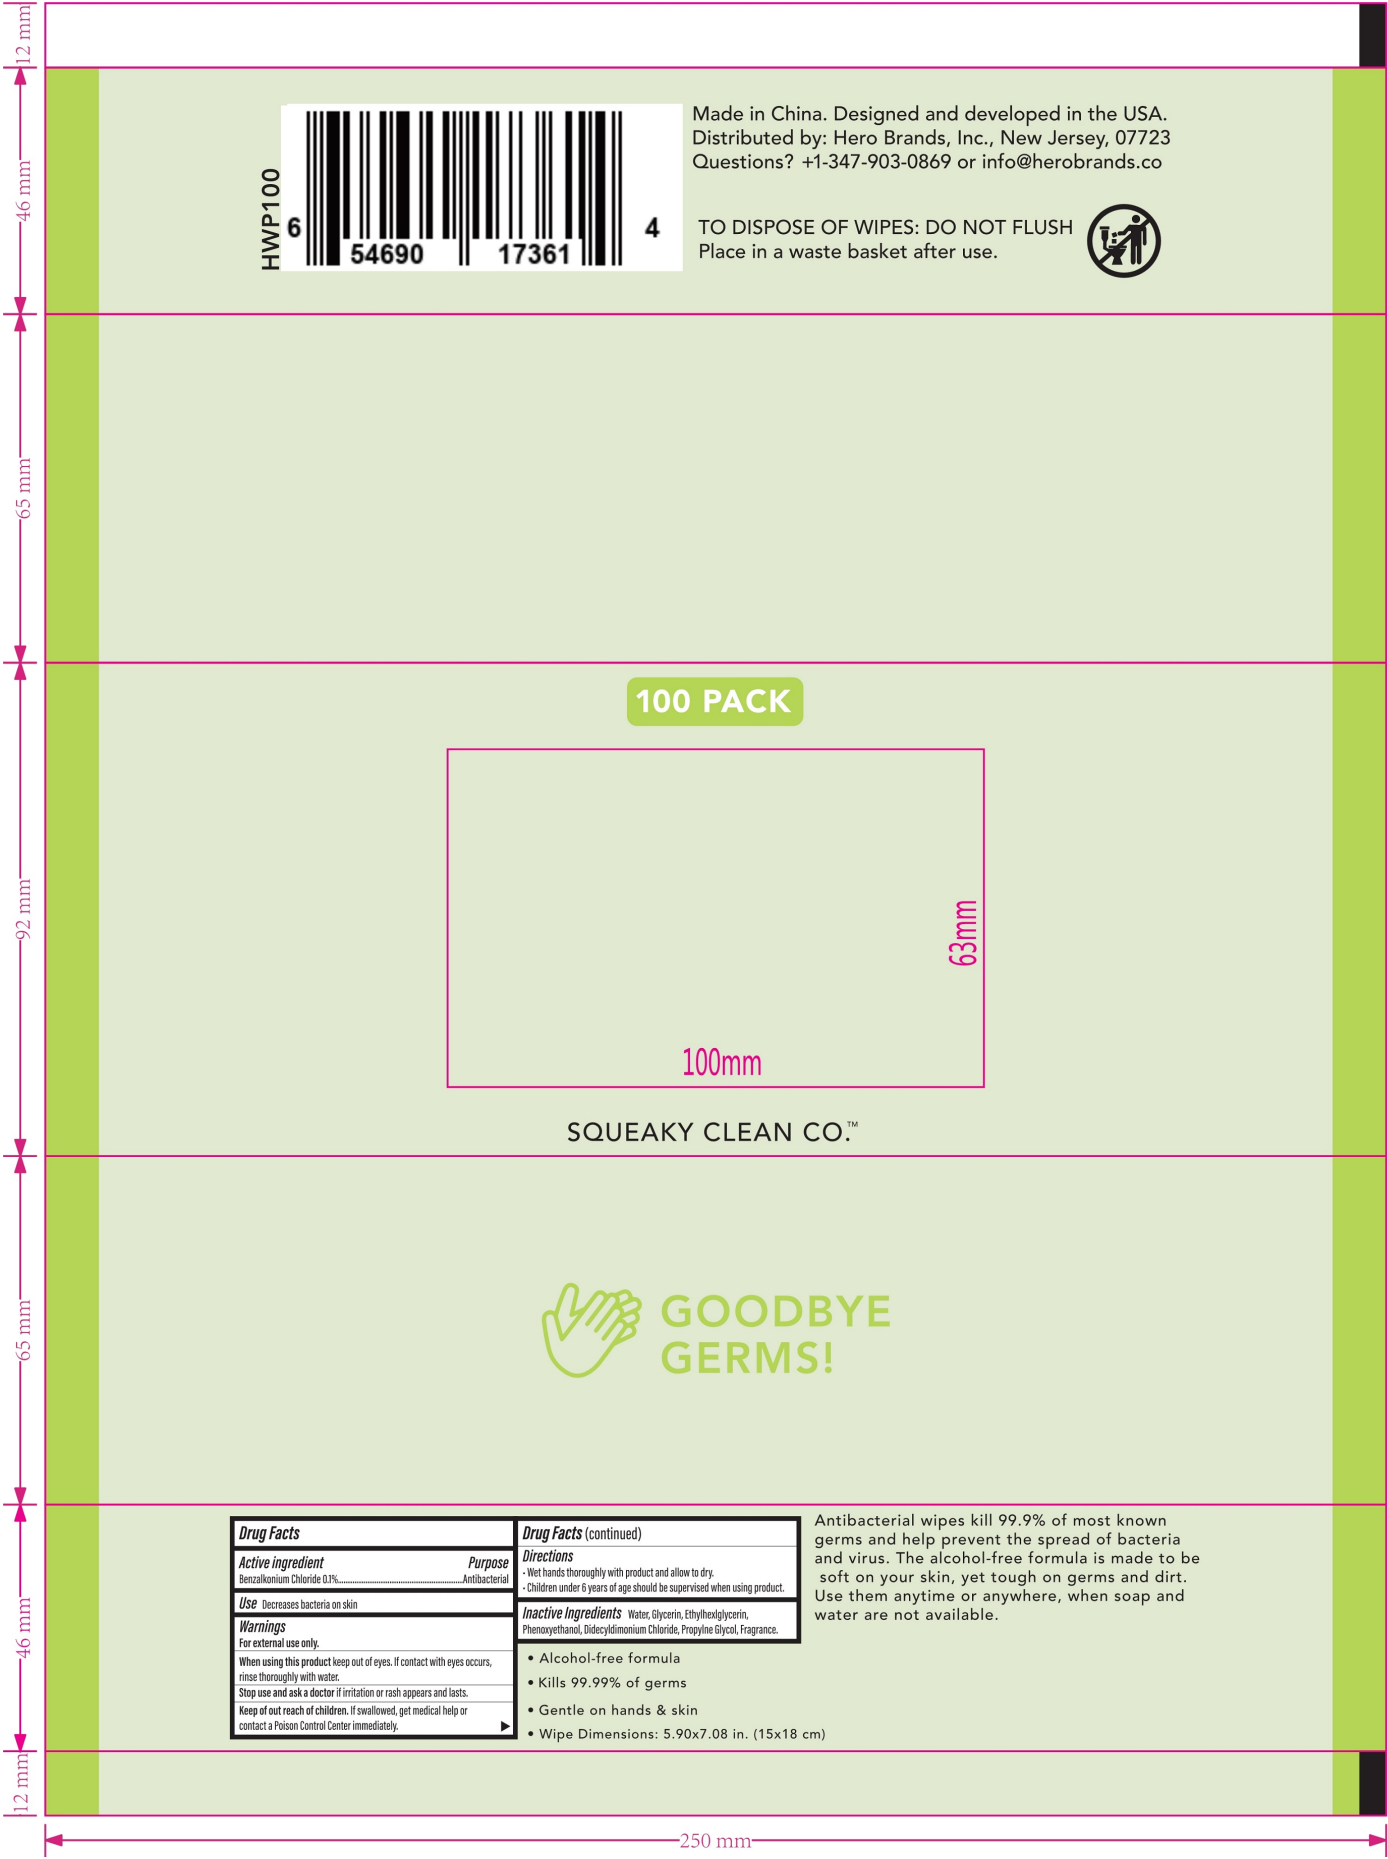 12 mm
46 mm
HWP100
6 54690 17361 4
Made in China. Designed and developed in the USA.
Distributed by: Hero Brands, Inc., New Jersey, 07723
Questions? +1-347-903-0869 or info@herobrands.co
TO DISPOSE OF WIPES: DO NOT FLUSH
Place in a waste basket after use.
65 mm
92 mm
100 PACK
63mm
100mm
SQUEAKY CLEAN CO.™
65 mm
GOODBYE
GERMS!
46 mm
Drug Facts
Active ingredient Purpose
Benzalkonium Chloride 0.1%..........................................................Antibacterial
Use Decreases bacteria on skin
Warnings
For external use only.
When using this product keep out of eyes. If contact with eyes occurs,
rinse thoroughly with water.
Stop use and ask a doctor if irritation or rash appears and lasts.
Keep of out reach of children. If swallowed, get medical help or
contact a Poison Control Center immediately.
Drug Facts (continued)
Directions
· Wet hands thoroughly with product and allow to dry.
· Children under 6 years of age should be supervised when using product.
Inactive Ingredients Water, Glycerin, Ethylhexlglycerin,
Phenoxyethanol, Didecyldimonium Chloride, Propylne Glycol, Fragrance.
• Alcohol-free formula
• Kills 99.99% of germs
• Gentle on hands & skin
• Wipe Dimensions: 5.90x7.08 in. (15x18 cm)
Antibacterial wipes kill 99.9% of most known
germs and help prevent the spread of bacteria
and virus. The alcohol-free formula is made to be
soft on your skin, yet tough on germs and dirt.
Use them anytime or anywhere, when soap and
water are not available.
12 mm
250 mm